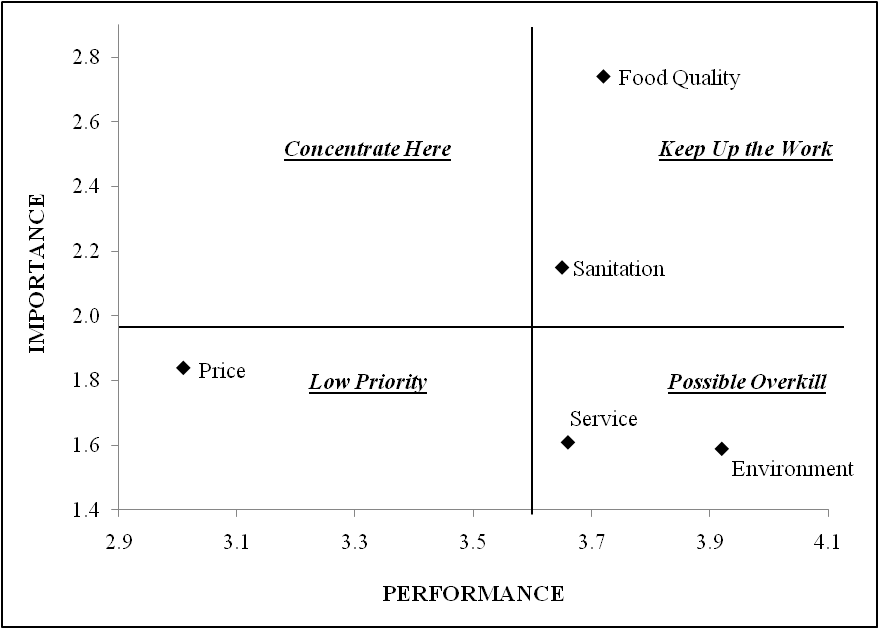 2.8
Food Quality
2.6
Concentrate Here
Keep Up the Work
2.4
IMPORTANCE
2.2
Sanitation
2.0
1.8
Price
Low Priority
Possible Overkill
Service
1.6
Environment
1.4
2.9 3.1 3.3 3.5 3.7 3.9 4.1
PERFORMANCE